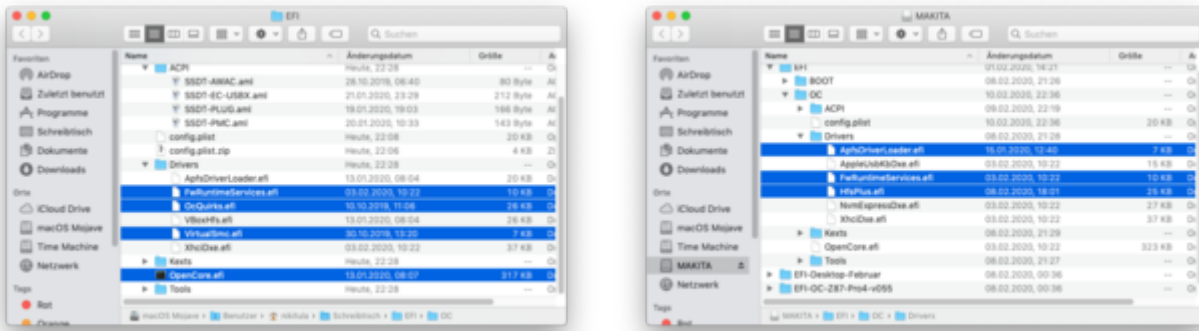 EFI
Suchen
Favoriten
AirDrop
Zuletzt benutzt
Programme
Schreibtisch
Dokumente
Downloads
Orte
iCloud Drive
macOS Mojave
Time Machine
Netzwerk
Tags
Rot
Orange
Name Änderungsdatum Größe
ACPI Heute, 22:28 --
SSDT-AWAC.aml 28.10.2019, 06:40 80 Byte
SSDT-EC-USBX.aml 21.01.2020, 23:29 212 Byte
SSDT-PLUG.aml 19.01.2020, 19:03 166 Byte
SSDT-PMC.aml 20.01.2020, 10:33 143 Byte
config.plist Heute, 22:08 20 KB
config.plist.zip Heute, 22:06 4 KB
Drivers Heute, 22:28 --
ApfsDriverLoader.efi 13.01.2020, 08:04 20 KB
FwRuntimeServices.efi 03.02.2020, 10:22 10 KB
OcQuirks.efi 10.10.2019, 11:06 26 KB
VBoxHfs.efi 13.01.2020, 08:04 26 KB
VirtualSmc.efi 30.10.2019, 13:20 7 KB
XhciDxe.efi 03.02.2020, 10:22 37 KB
Kexts Heute, 22:28 --
OpenCore.efi 13.01.2020, 08:07 317 KB
Tools Heute, 22:28 --
macOS Mojave Benutzer nikitula Schreibtisch EFI OC
MAKITA
Suchen
Favoriten
AirDrop
Zuletzt benutzt
Programme
Schreibtisch
Dokumente
Downloads
Orte
iCloud Drive
macOS Mojave
Time Machine
MAKITA
Netzwerk
Tags
Rot
Name Änderungsdatum Größe
EFI 01.02.2020, 14:21 --
BOOT 08.02.2020, 21:26 --
OC 10.02.2020, 22:36 --
ACPI 09.02.2020, 22:19 --
config.plist 10.02.2020, 22:36 20 KB
Drivers 08.02.2020, 21:28 --
ApfsDriverLoader.efi 15.01.2020, 12:40 7 KB
AppleUsbKbDxe.efi 03.02.2020, 10:22 15 KB
FwRuntimeServices.efi 03.02.2020, 10:22 10 KB
HfsPlus.efi 08.02.2020, 18:01 25 KB
NvmExpressDxe.efi 03.02.2020, 10:22 27 KB
XhciDxe.efi 03.02.2020, 10:22 37 KB
Kexts 08.02.2020, 21:29 --
OpenCore.efi 03.02.2020, 10:22 323 KB
Tools 08.02.2020, 21:27 --
EFI-Desktop-Februar 08.02.2020, 00:36 --
EFI-OC-Z87-Pro4-v055 08.02.2020, 00:36 --
MAKITA EFI OC Drivers